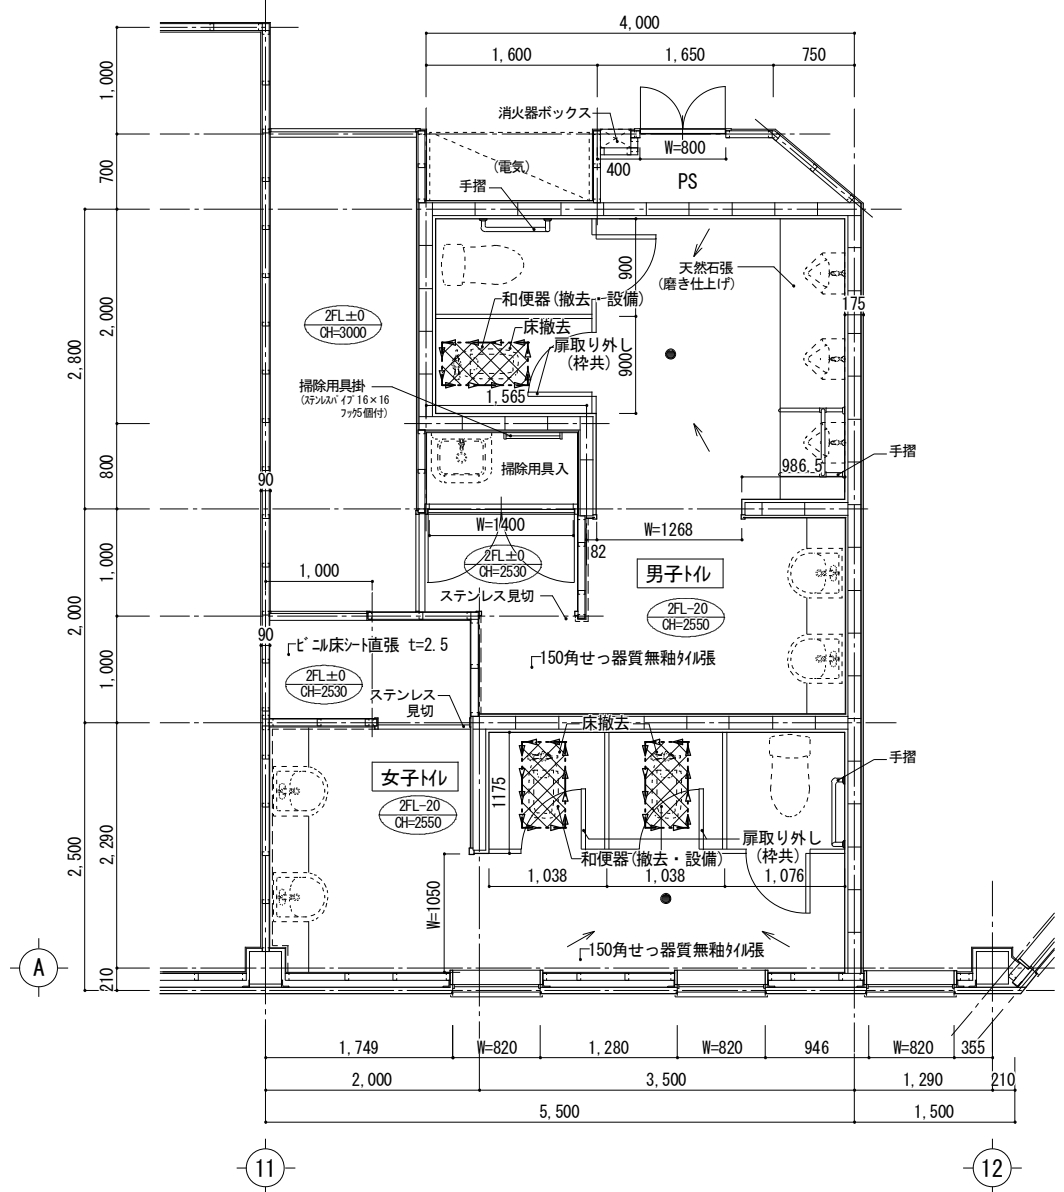 4,000
1,600
1,650
750
1,000
消火器ボックス
W=800
(電気)
400
PS
700
手摺
900
天然石張
(磨き仕上げ)
175
和便器(撤去・設備)
2FL±0
CH=3000
床撤去
扉取り外し
(枠共)
2,000
2,800
900
1,565
掃除用具掛
(ステンレスパイプ16×16
フック5個付)
手摺
掃除用具入
986.5
800
90
W=1400
W=1268
82
2FL±0
CH=2530
1,000
1,000
男子トイレ
ステンレス見切
2FL-20
CH=2550
2,000
90
ビニル床シート直張 t=2.5
150角せっ器質無釉タイル張
1,000
2FL±0
CH=2530
ステンレス
見切
床撤去
手摺
女子トイレ
1175
2FL-20
CH=2550
扉取り外し
(枠共)
2,290
2,500
和便器(撤去・設備)
1,038
1,038
1,076
W=1050
150角せっ器質無釉タイル張
A
210
1,749
W=820
1,280
W=820
946
W=820
355
2,000
3,500
1,290
210
5,500
1,500
11
12